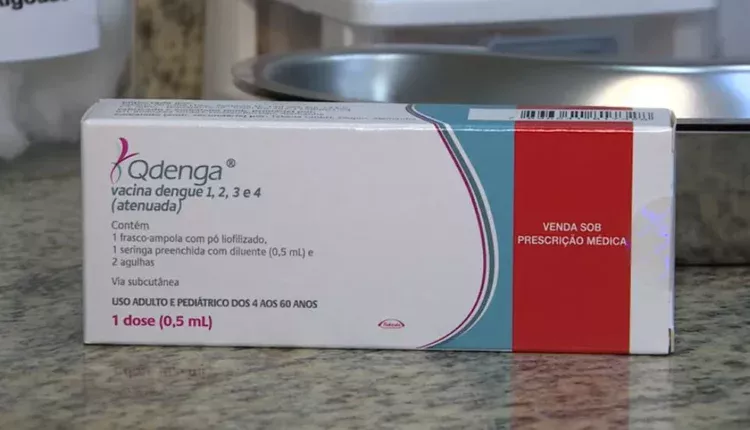 Qdenga®
vacina dengue 1, 2, 3 e 4
(atenuada)
Contém
1 frasco-ampola com pó liofilizado,
1 seringa preenchida com diluente (0,5 mL) e
2 agulhas
Via subcutânea
USO ADULTO E PEDIÁTRICO DOS 4 AOS 60 ANOS
1 dose (0,5 mL)
Takeda
VENDA SOB
PRESCRIÇÃO MÉDICA